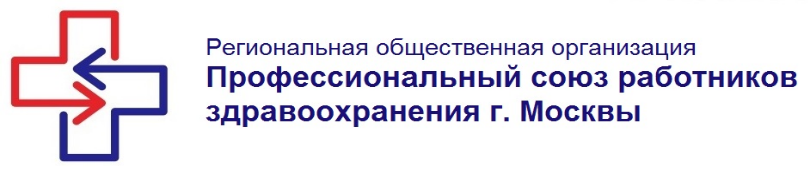 Региональная общественная организация
Профессиональный союз работников
здравоохранения г. Москвы